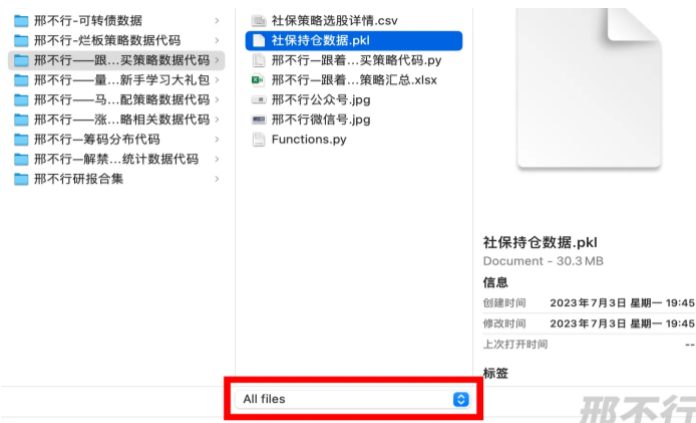 邢不行-可转债数据
邢不行-烂板策略数据代码
邢不行——跟…买策略数据代码
邢不行——量…新手学习大礼包
邢不行——马…配策略数据代码
邢不行——涨…略相关数据代码
邢不行—筹码分布代码
邢不行—解禁…统计数据代码
邢不行研报合集
社保策略选股详情.csv
社保持仓数据.pkl
邢不行—跟着…买策略代码.py
邢不行—跟着…策略汇总.xlsx
邢不行公众号.jpg
邢不行微信号.jpg
Functions.py
社保持仓数据.pkl
Document - 30.3 MB
信息
创建时间 2023年7月3日 星期一 19:45
修改时间 2023年7月3日 星期一 19:45
上次打开时间 --
标签
All files
邢不行